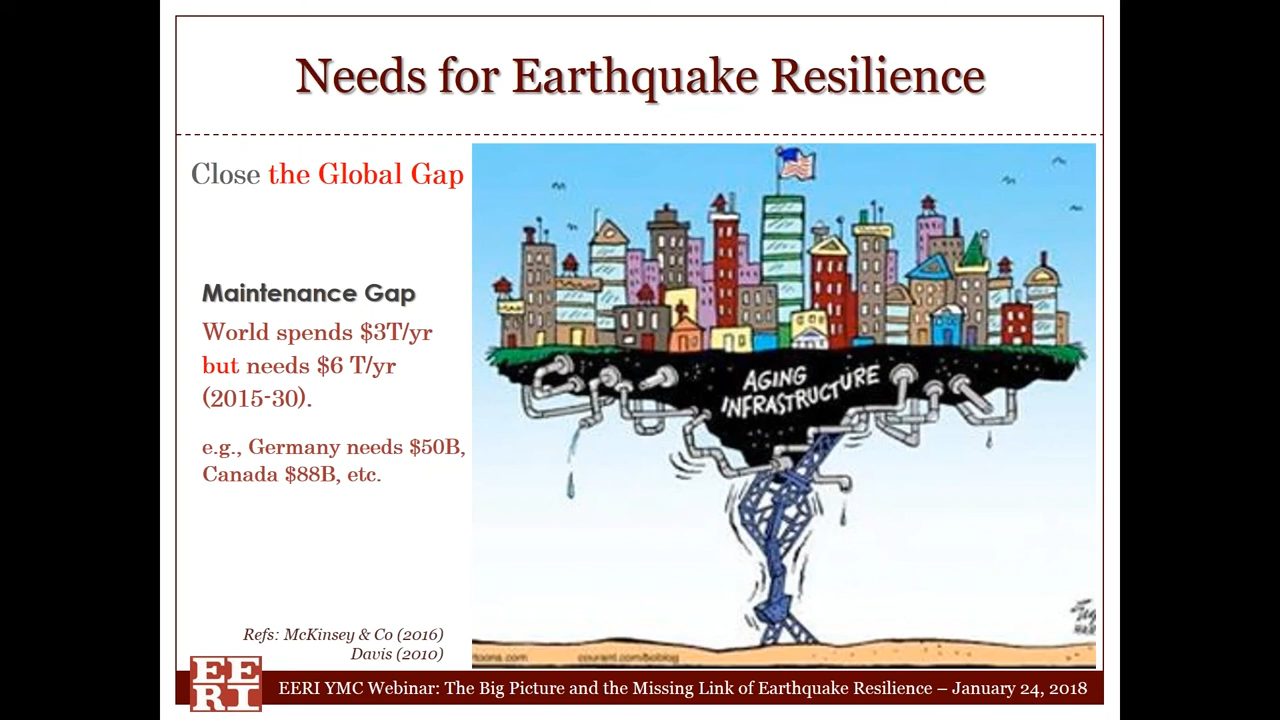 Needs for Earthquake Resilience
Close the Global Gap
Maintenance Gap
World spends $3T/yr
but needs $6 T/yr
(2015-30).
e.g., Germany needs $50B,
Canada $88B, etc.
AGING
INFRASTRUCTURE
Refs: McKinsey & Co (2016)
Davis (2010)
toons.com
EERI
EERI YMC Webinar: The Big Picture and the Missing Link of Earthquake Resilience – January 24, 2018